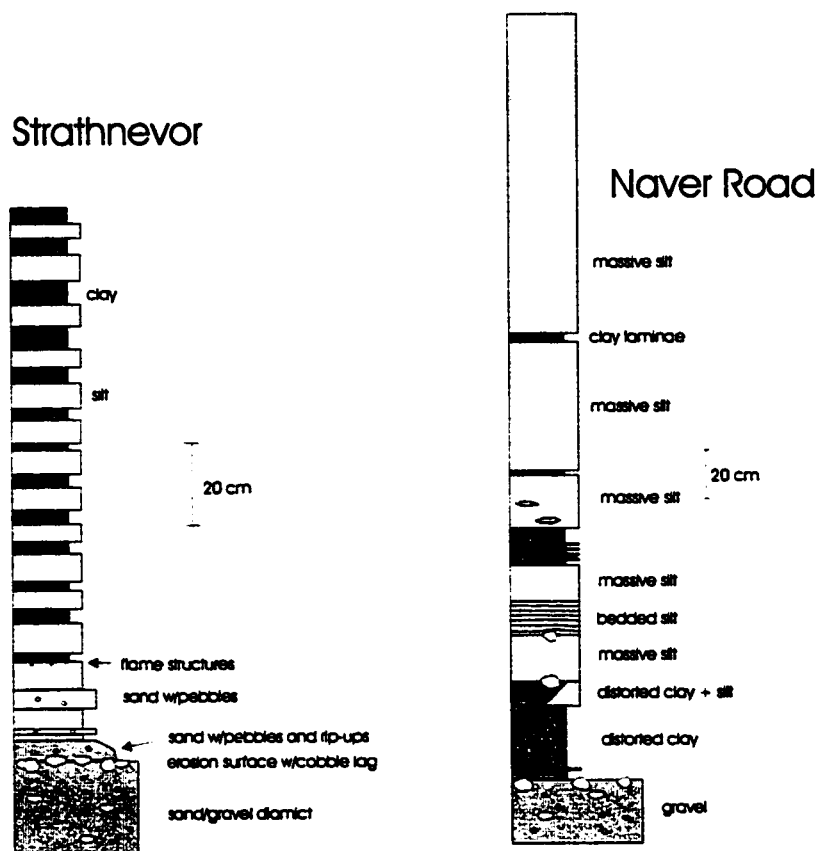 Strathnevor
clay
silt
20 cm
flame structures
sand w/pebbles
sand w/pebbles and rip-ups
erosion surface w/cobble lag
sand/gravel diamict
Naver Road
massive silt
clay laminae
massive silt
20 cm
massive silt
massive silt
bedded silt
massive silt
distorted clay + silt
distorted clay
gravel